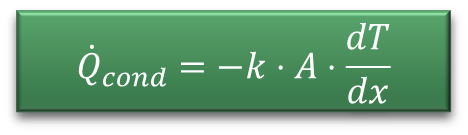 Q̇_cond = −k · A · dT/dx